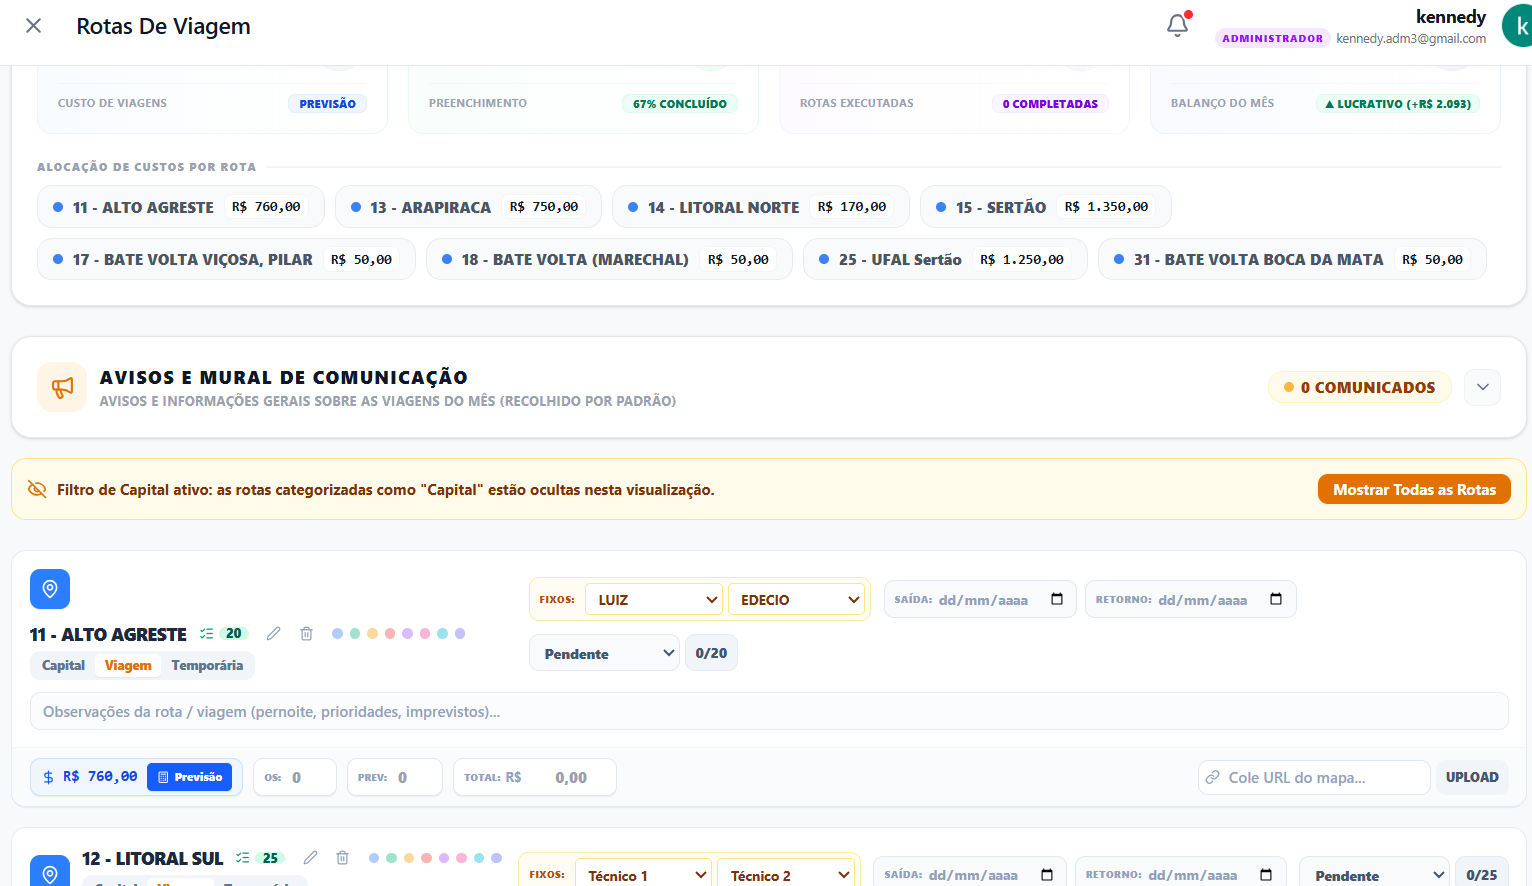 Rotas De Viagem
kennedy
ADMINISTRADOR kennedy.adm3@gmail.com
k
CUSTO DE VIAGENS PREVISÃO
PREENCHIMENTO 67% CONCLUÍDO
ROTAS EXECUTADAS 0 COMPLETADAS
BALANÇO DO MÊS ▲ LUCRATIVO (+R$ 2.093)
ALOCAÇÃO DE CUSTOS POR ROTA
11 - ALTO AGRESTE R$ 760,00
13 - ARAPIRACA R$ 750,00
14 - LITORAL NORTE R$ 170,00
15 - SERTÃO R$ 1.350,00
17 - BATE VOLTA VIÇOSA, PILAR R$ 50,00
18 - BATE VOLTA (MARECHAL) R$ 50,00
25 - UFAL Sertão R$ 1.250,00
31 - BATE VOLTA BOCA DA MATA R$ 50,00
AVISOS E MURAL DE COMUNICAÇÃO
AVISOS E INFORMAÇÕES GERAIS SOBRE AS VIAGENS DO MÊS (RECOLHIDO POR PADRÃO)
0 COMUNICADOS
Filtro de Capital ativo: as rotas categorizadas como "Capital" estão ocultas nesta visualização.
Mostrar Todas as Rotas
11 - ALTO AGRESTE 20
Capital Viagem Temporária
FIXOS: LUIZ EDECIO
SAÍDA: dd/mm/aaaa
RETORNO: dd/mm/aaaa
Pendente 0/20
Observações da rota / viagem (pernoite, prioridades, imprevistos)...
$ R$ 760,00 Previsão
OS: 0
PREV: 0
TOTAL: R$ 0,00
Cole URL do mapa...
UPLOAD
12 - LITORAL SUL 25
Capital Viagem Temporária
FIXOS: Técnico 1 Técnico 2
SAÍDA: dd/mm/aaaa
RETORNO: dd/mm/aaaa
Pendente 0/25